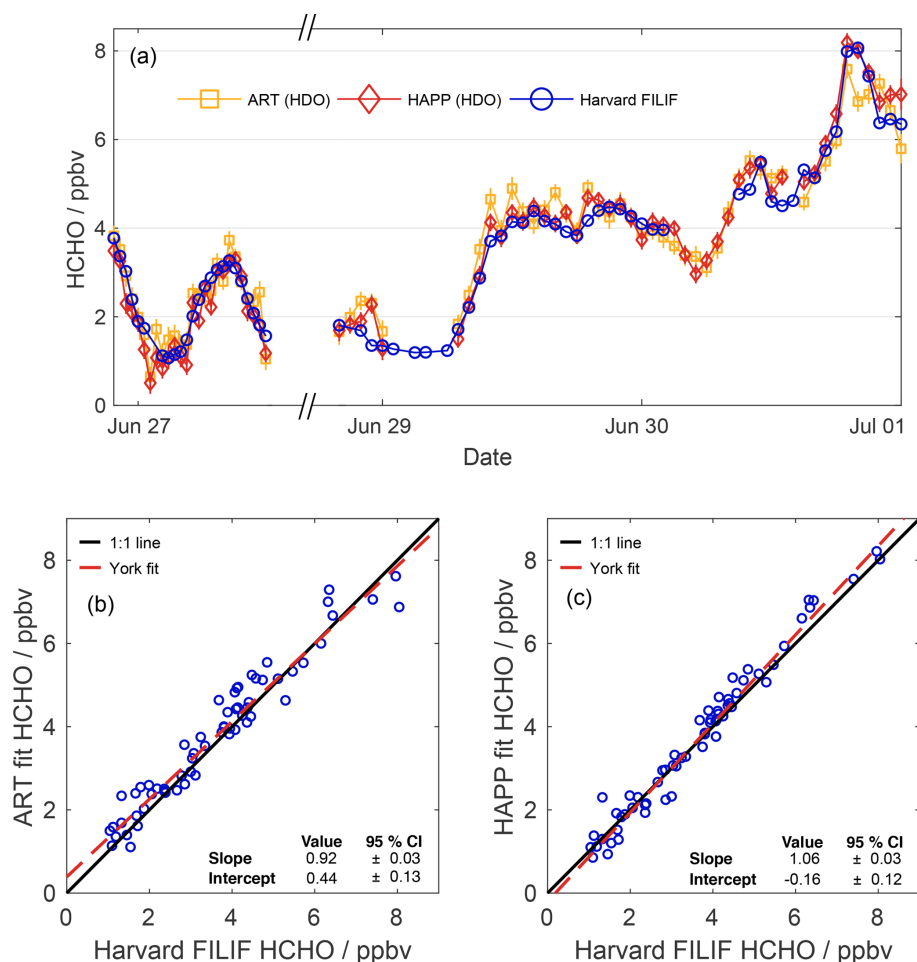 //
(a)
ART (HDO) HAPP (HDO) Harvard FILIF
HCHO / ppbv
8
6
4
2
0
//
Jun 27 Jun 29 Jun 30 Jul 01
Date
1:1 line
York fit
(b)
ART fit HCHO / ppbv
8
6
4
2
0
Value 95 % CI
Slope 0.92 ± 0.03
Intercept 0.44 ± 0.13
0 2 4 6 8
Harvard FILIF HCHO / ppbv
1:1 line
York fit
(c)
HAPP fit HCHO / ppbv
8
6
4
2
0
Value 95 % CI
Slope 1.06 ± 0.03
Intercept -0.16 ± 0.12
0 2 4 6 8
Harvard FILIF HCHO / ppbv